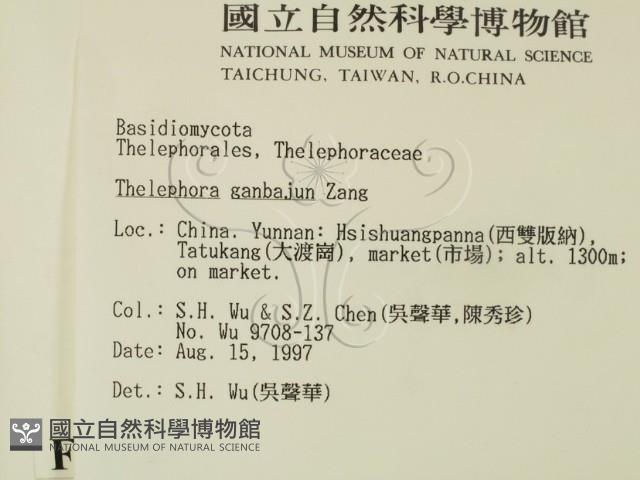 國立自然科學博物館
NATIONAL MUSEUM OF NATURAL SCIENCE
TAICHUNG, TAIWAN, R.O.CHINA
Basidiomycota
Thelephorales, Thelephoraceae
Thelephora ganbajun Zang
Loc.: China. Yunnan: Hsishuangpanna(西雙版納),
Tatukang(大渡崗), market(市場); alt. 1300m;
on market.
Col.: S.H. Wu & S.Z. Chen(吳聲華,陳秀珍)
No. Wu 9708-137
Date: Aug. 15, 1997
Det.: S.H. Wu(吳聲華)
國立自然科學博物館
NATIONAL MUSEUM OF NATURAL SCIENCE
F